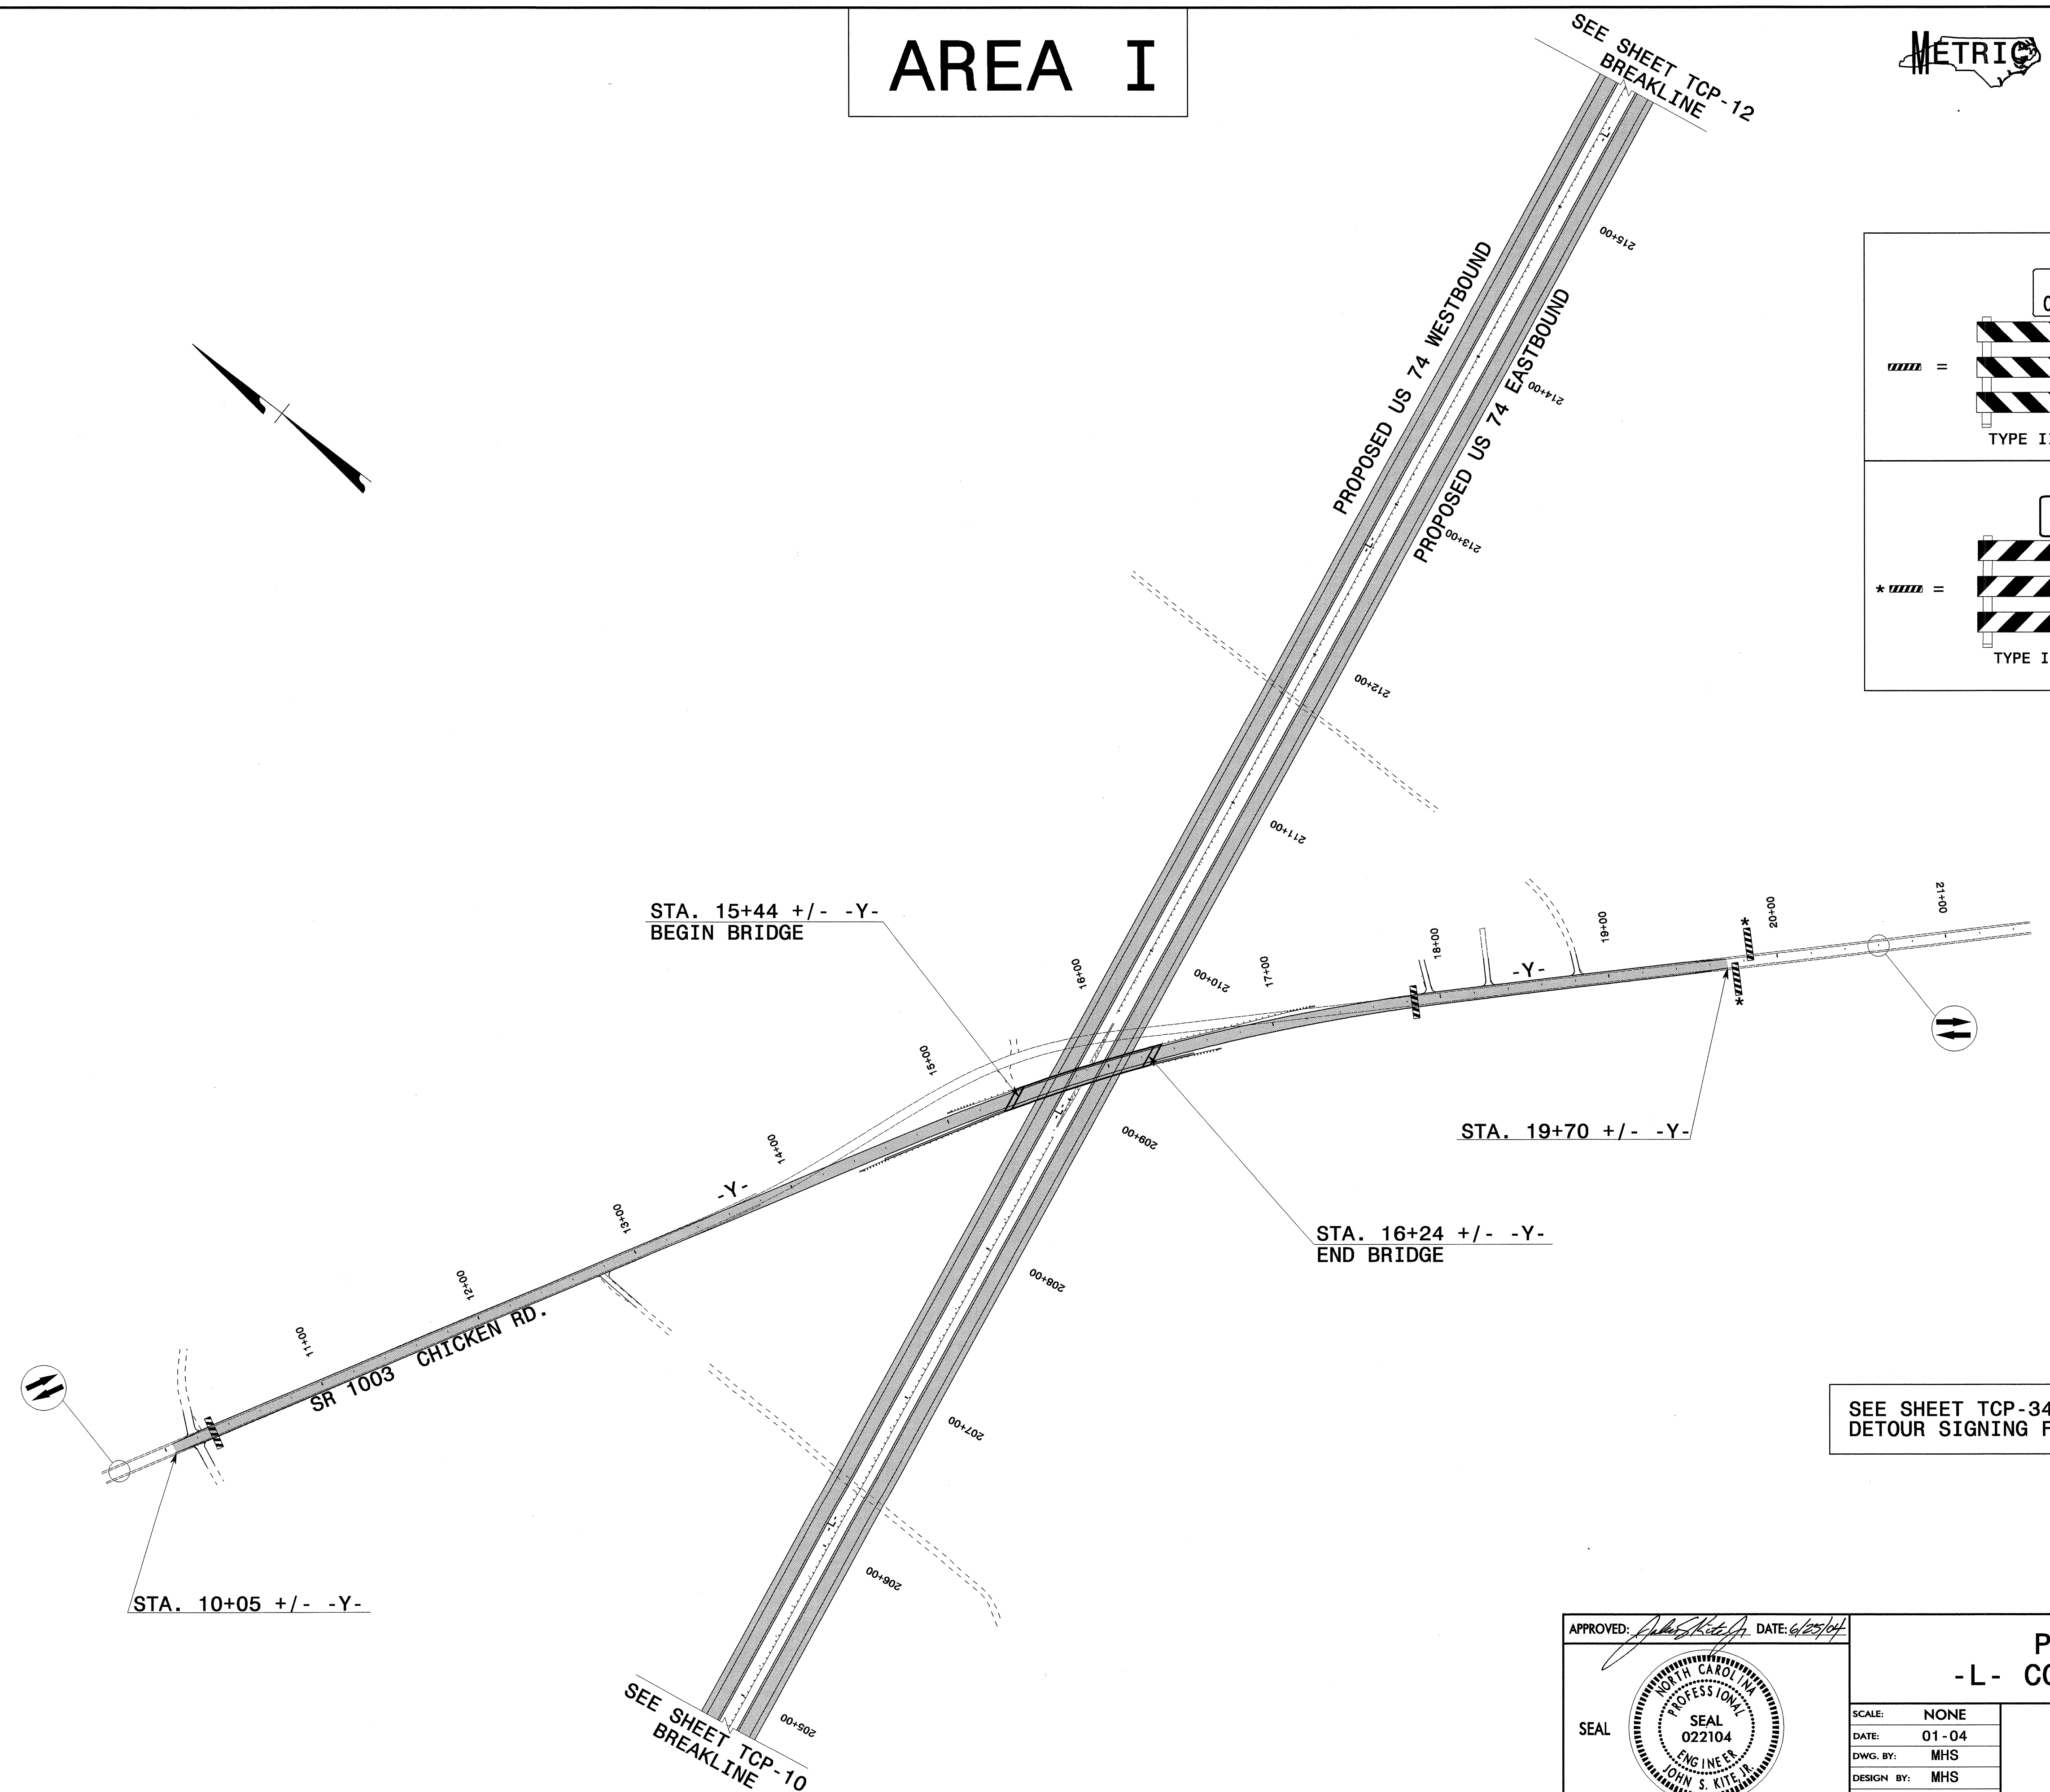 AREA I
METRIC
SEE SHEET TCP-12
BREAKLINE
-L-
215+00
PROPOSED US 74 WESTBOUND
PROPOSED US 74 EASTBOUND
214+00
213+00
-L-
=
TYPE I
* =
TYPE I
212+00
211+00
STA. 15+44 +/- -Y-
BEGIN BRIDGE
16+00
210+00
17+00
18+00
19+00
20+00
21+00
*
*
-Y-
15+00
14+00
-L-
209+00
STA. 19+70 +/- -Y-
-Y-
13+00
STA. 16+24 +/- -Y-
END BRIDGE
12+00
208+00
11+00
SR 1003 CHICKEN RD.
207+00
SEE SHEET TCP-34
DETOUR SIGNING
-L-
206+00
STA. 10+05 +/- -Y-
205+00
SEE SHEET TCP-10
BREAKLINE
APPROVED: DATE: 6/25/04
SEAL
NORTH CAROLINA
PROFESSIONAL
SEAL
022104
ENGINEER
JOHN S. KITE, JR.
P
-L- CO
SCALE: NONE
DATE: 01-04
DWG. BY: MHS
DESIGN BY: MHS